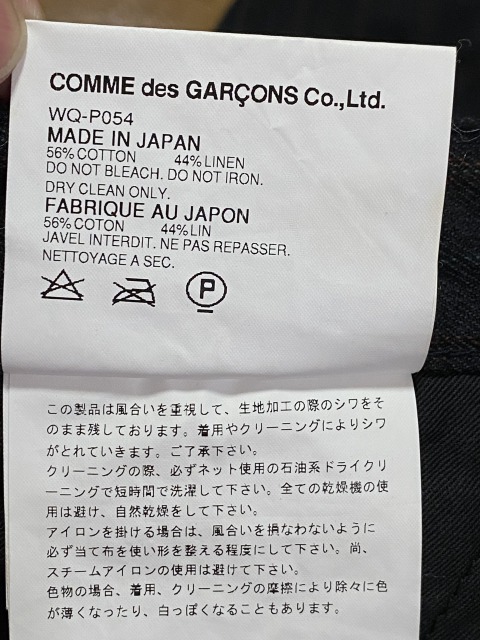 COMME des GARÇONS Co.,Ltd.
WQ-P054
MADE IN JAPAN
56% COTTON 44% LINEN
DO NOT BLEACH. DO NOT IRON.
DRY CLEAN ONLY.
FABRIQUE AU JAPON
56% COTON 44% LIN
JAVEL INTERDIT. NE PAS REPASSER.
NETTOYAGE A SEC.
P
この製品は風合いを重視して、生地加工の際のシワをそ
のまま残しております。着用やクリーニングによりシワ
がとれていきます。ご了承下さい。
クリーニングの際、必ずネット使用の石油系ドライクリ
ーニングで短時間で洗濯して下さい。全ての乾燥機の使
用は避け、自然乾燥をして下さい。
アイロンを掛ける場合は、風合いを損なわないように
必ず当て布を使い形を整える程度にして下さい。尚、
スチームアイロンの使用は避けて下さい。
色物の場合、着用、クリーニングの摩擦により除々に色
が薄くなったり、白っぽくなることもあります。